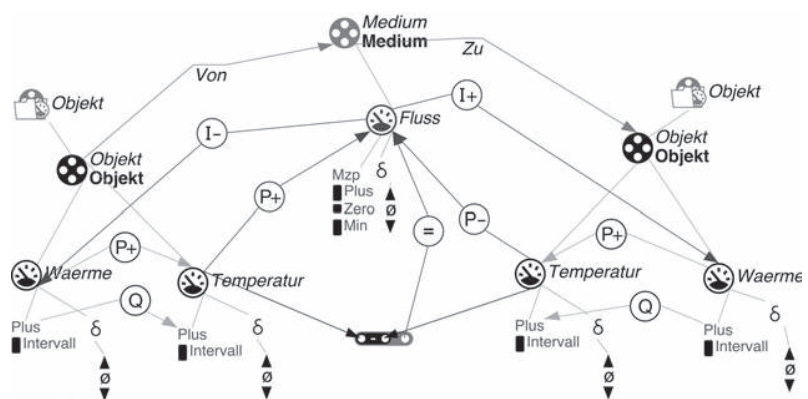 Medium
Medium
Von
Zu
Objekt
Objekt
I-
I+
Fluss
Objekt
Objekt
Objekt
Objekt
Mzp
δ
Plus
Zero
Min
ø
P+
P-
=
P+
P+
Waerme
Temperatur
Temperatur
Waerme
Q
Q
Plus
Intervall
δ
ø
Plus
Intervall
δ
ø
-
Plus
Intervall
δ
ø
Plus
Intervall
δ
ø